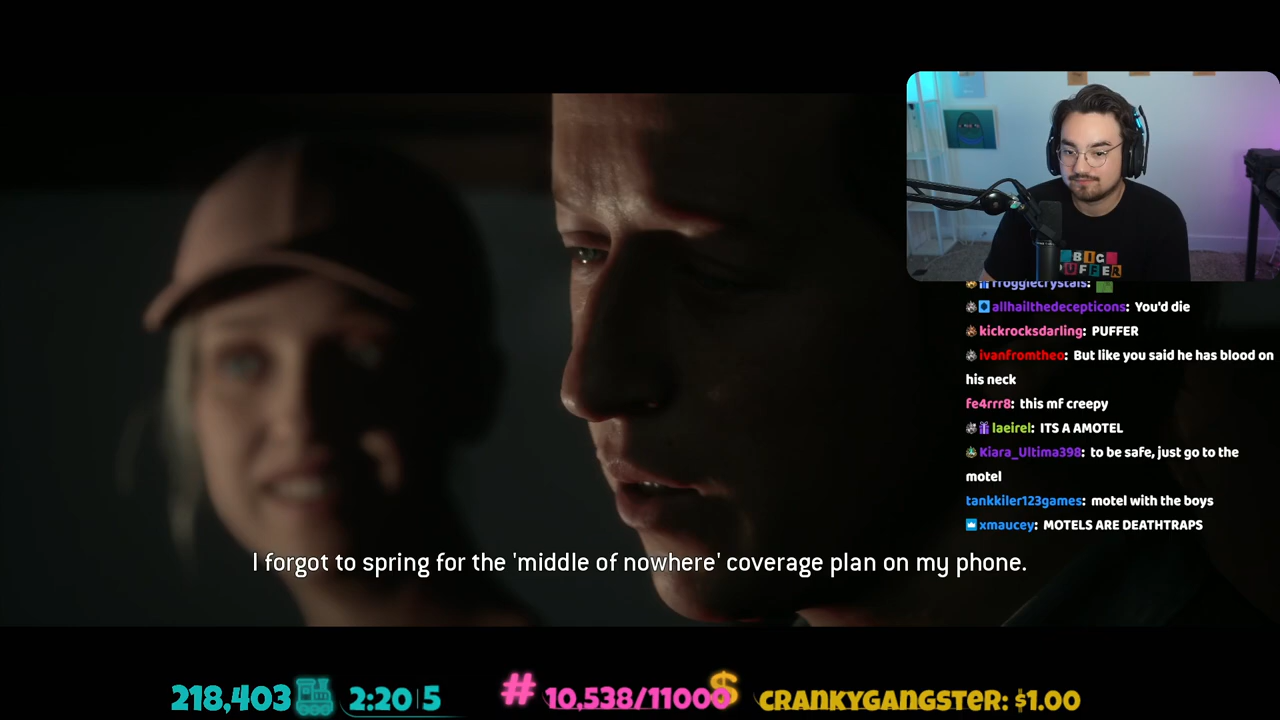 BIG
PUFFER
froggiecrystals:
allhailthedecepticons: You'd die
kickrocksdarling: PUFFER
ivanfromtheo: But like you said he has blood on
his neck
fe4rrr8: this mf creepy
laeirel: ITS A AMOTEL
Kiara_Ultima398: to be safe, just go to the
motel
tankkiler123games: motel with the boys
xmaucey: MOTELS ARE DEATHTRAPS
I forgot to spring for the 'middle of nowhere' coverage plan on my phone.
218,403 2:20|5 # 10,538/11000 $ CRANKYGANGSTER: $1.00